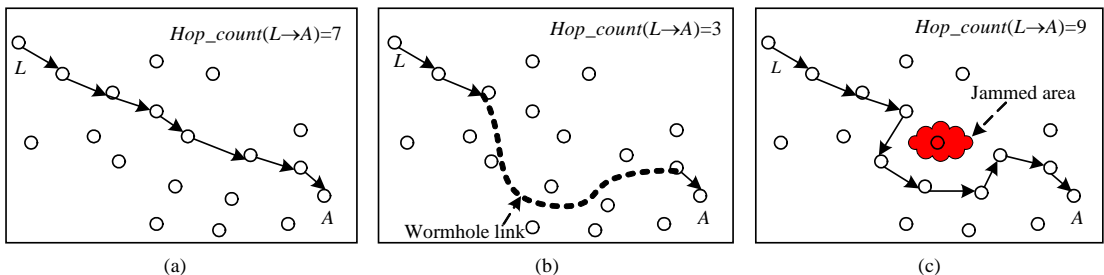 Hop_count(L→A)=7
L
A
(a)
Hop_count(L→A)=3
L
Wormhole link
A
(b)
Hop_count(L→A)=9
L
Jammed area
A
(c)